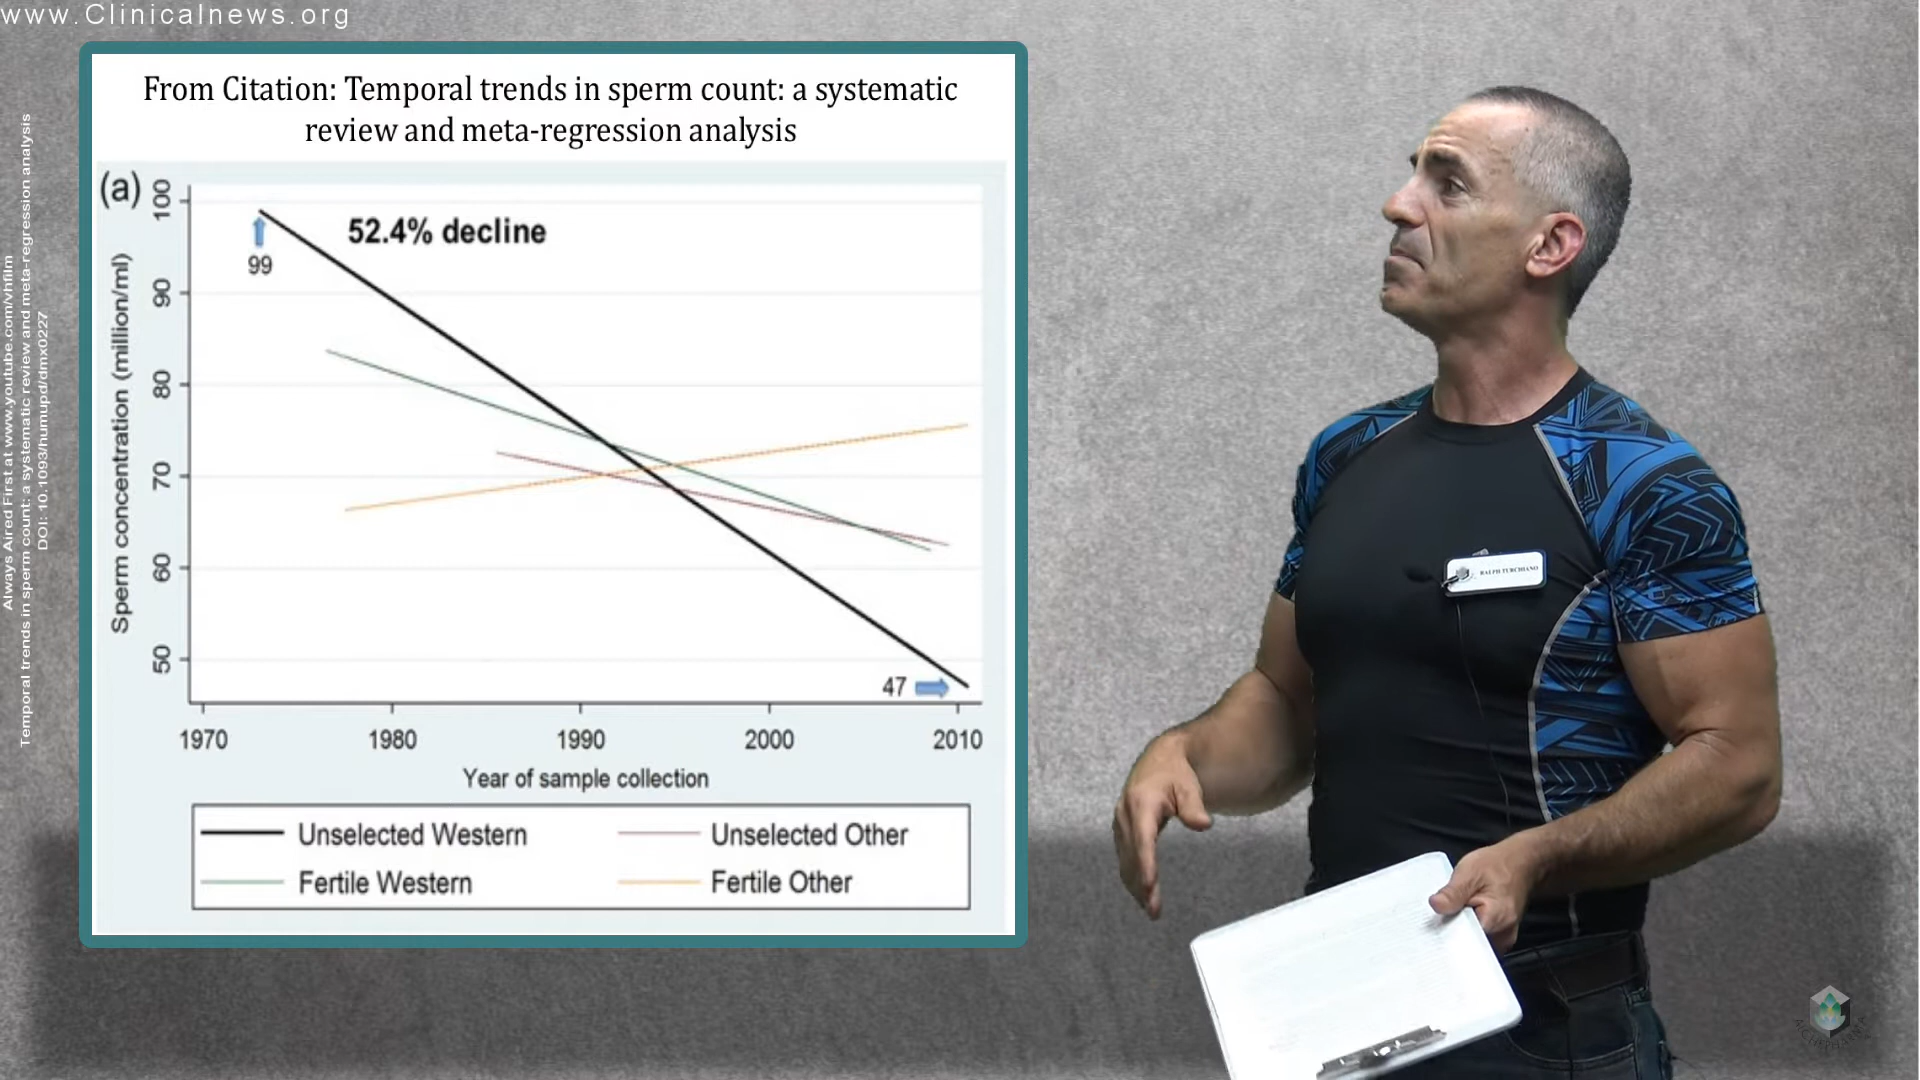 www.Clinicalnews.org
Always Aired First at www.youtube.com/vhfilm
Temporal trends in sperm count: a systematic review and meta-regression analysis
DOI: 10.1093/humupd/dmx0227
From Citation: Temporal trends in sperm count: a systematic
review and meta-regression analysis
(a)
52.4% decline
99
47
Sperm concentration (million/ml)
100
90
80
70
60
50
1970 1980 1990 2000 2010
Year of sample collection
Unselected Western Unselected Other
Fertile Western Fertile Other
RALPH TURCHIANO